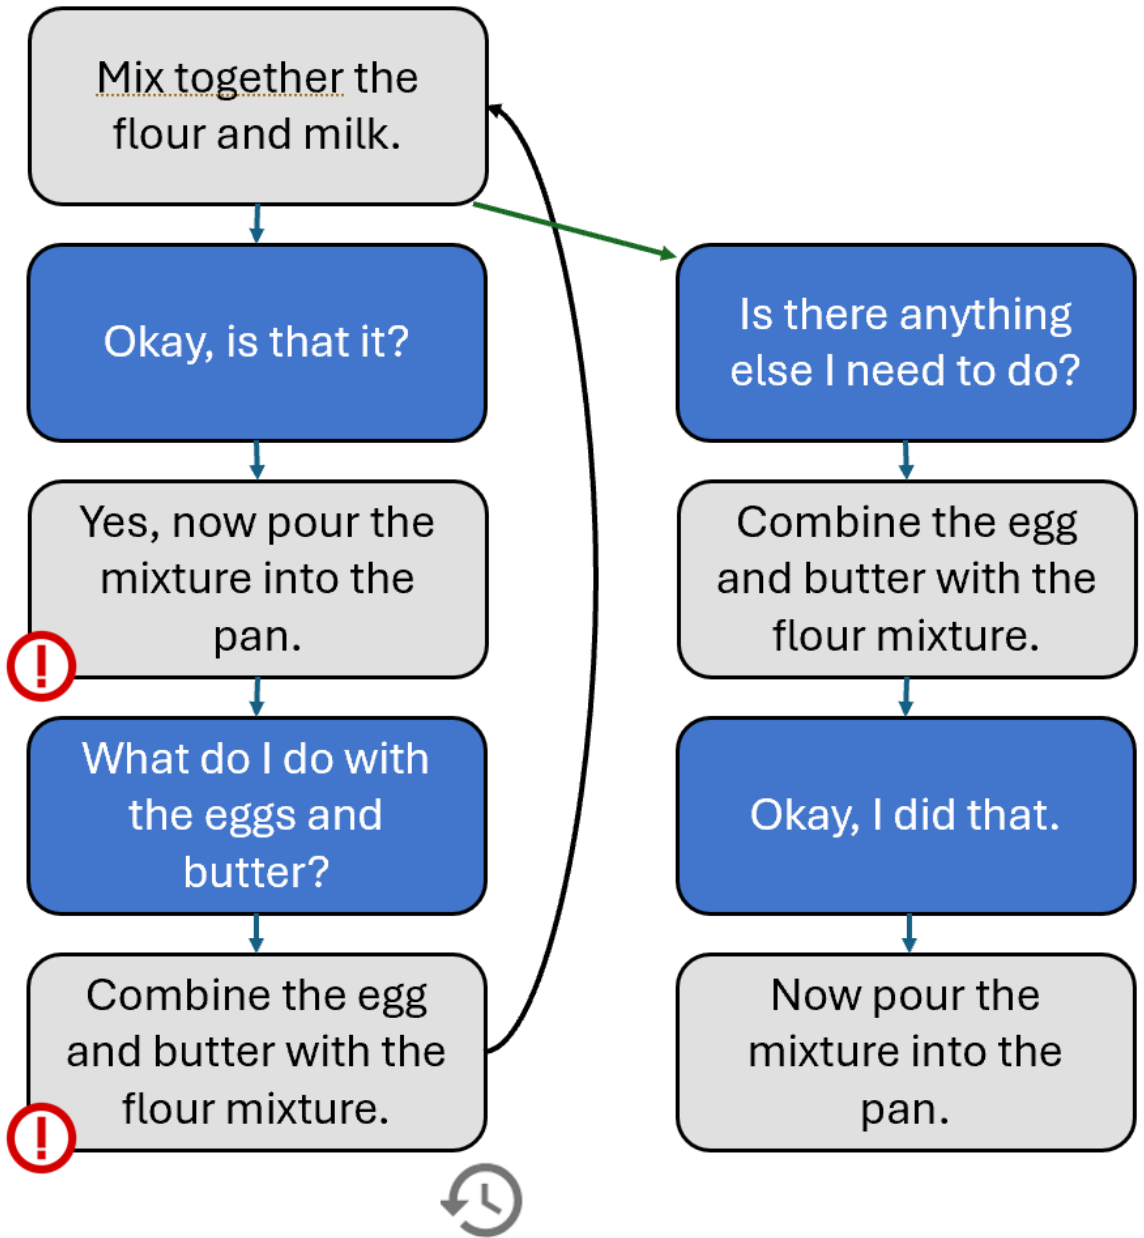 Mix together the
flour and milk.
Okay, is that it?
Yes, now pour the
mixture into the
pan.
What do I do with
the eggs and
butter?
Combine the egg
and butter with the
flour mixture.
Is there anything
else I need to do?
Combine the egg
and butter with the
flour mixture.
Okay, I did that.
Now pour the
mixture into the
pan.